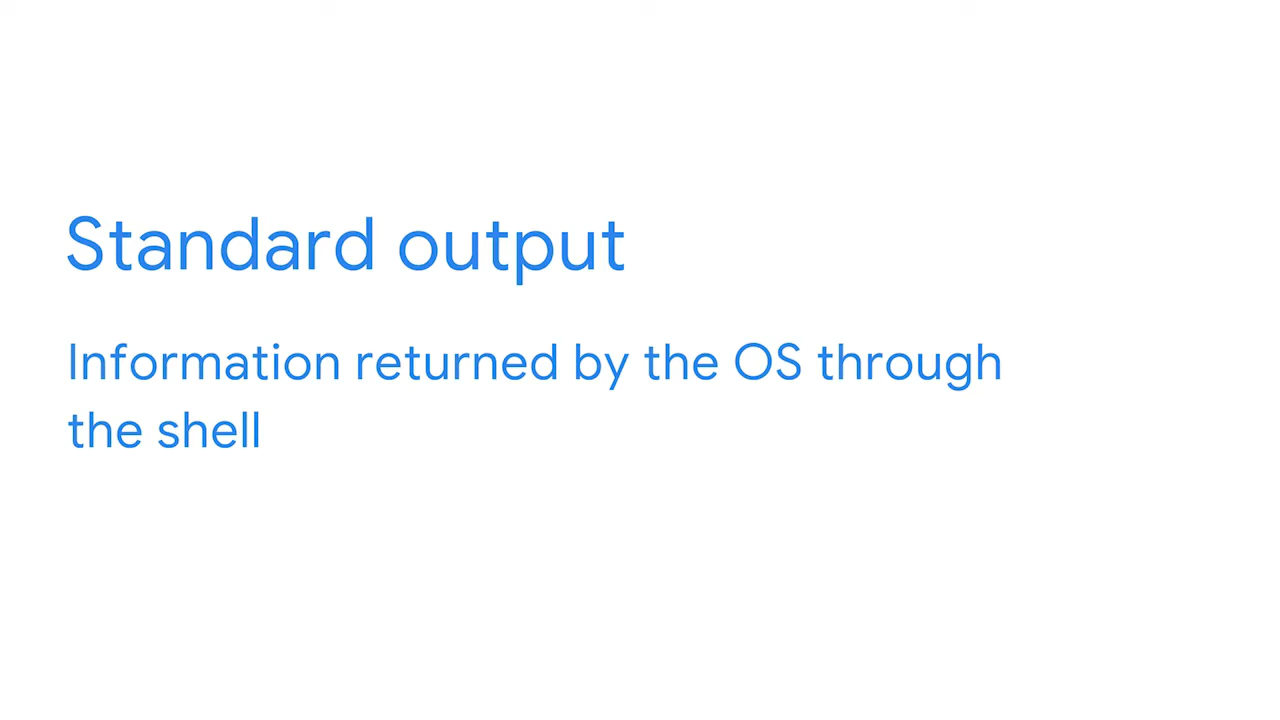 Standard output
Information returned by the OS through
the shell